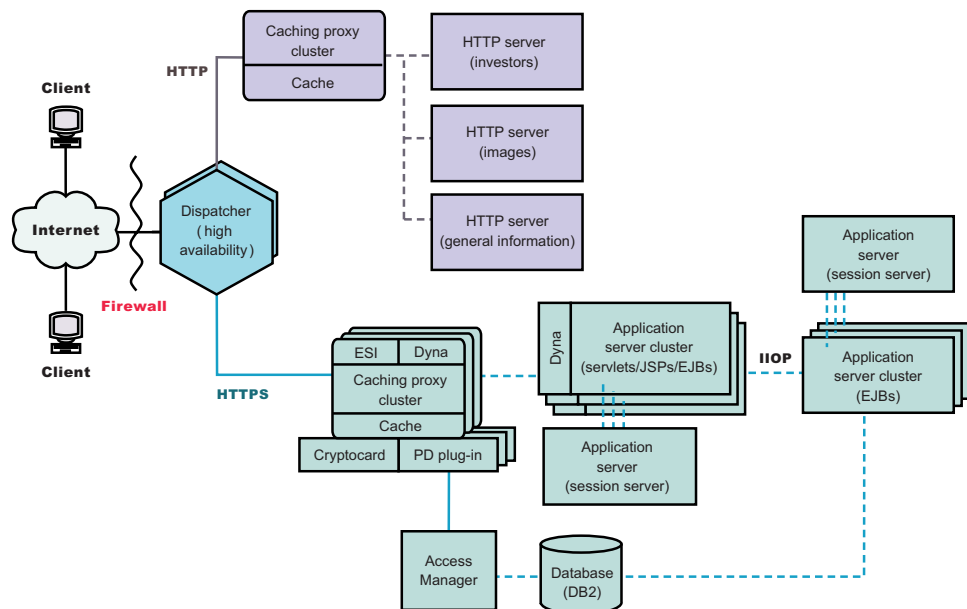 Caching proxy
cluster
Cache
HTTP server
(investors)
HTTP
Client
HTTP server
(images)
Dispatcher
( high
availability)
Internet
HTTP server
(general information)
Firewall
Client
HTTPS
ESI
Dyna
Caching proxy
cluster
Cache
Cryptocard
PD plug-in
Dyna
Application
server cluster
(servlets/JSPs/EJBs)
IIOP
Application
server
(session server)
Application
server cluster
(EJBs)
Application
server
(session server)
Access
Manager
Database
(DB2)